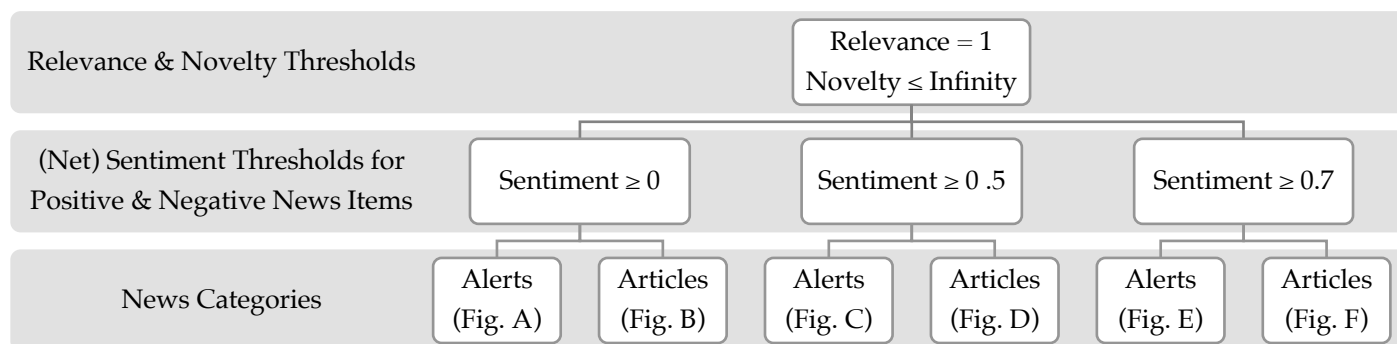 Relevance & Novelty Thresholds
Relevance = 1
Novelty ≤ Infinity
(Net) Sentiment Thresholds for
Positive & Negative News Items
Sentiment ≥ 0
Sentiment ≥ 0 .5
Sentiment ≥ 0.7
News Categories
Alerts
(Fig. A)
Articles
(Fig. B)
Alerts
(Fig. C)
Articles
(Fig. D)
Alerts
(Fig. E)
Articles
(Fig. F)